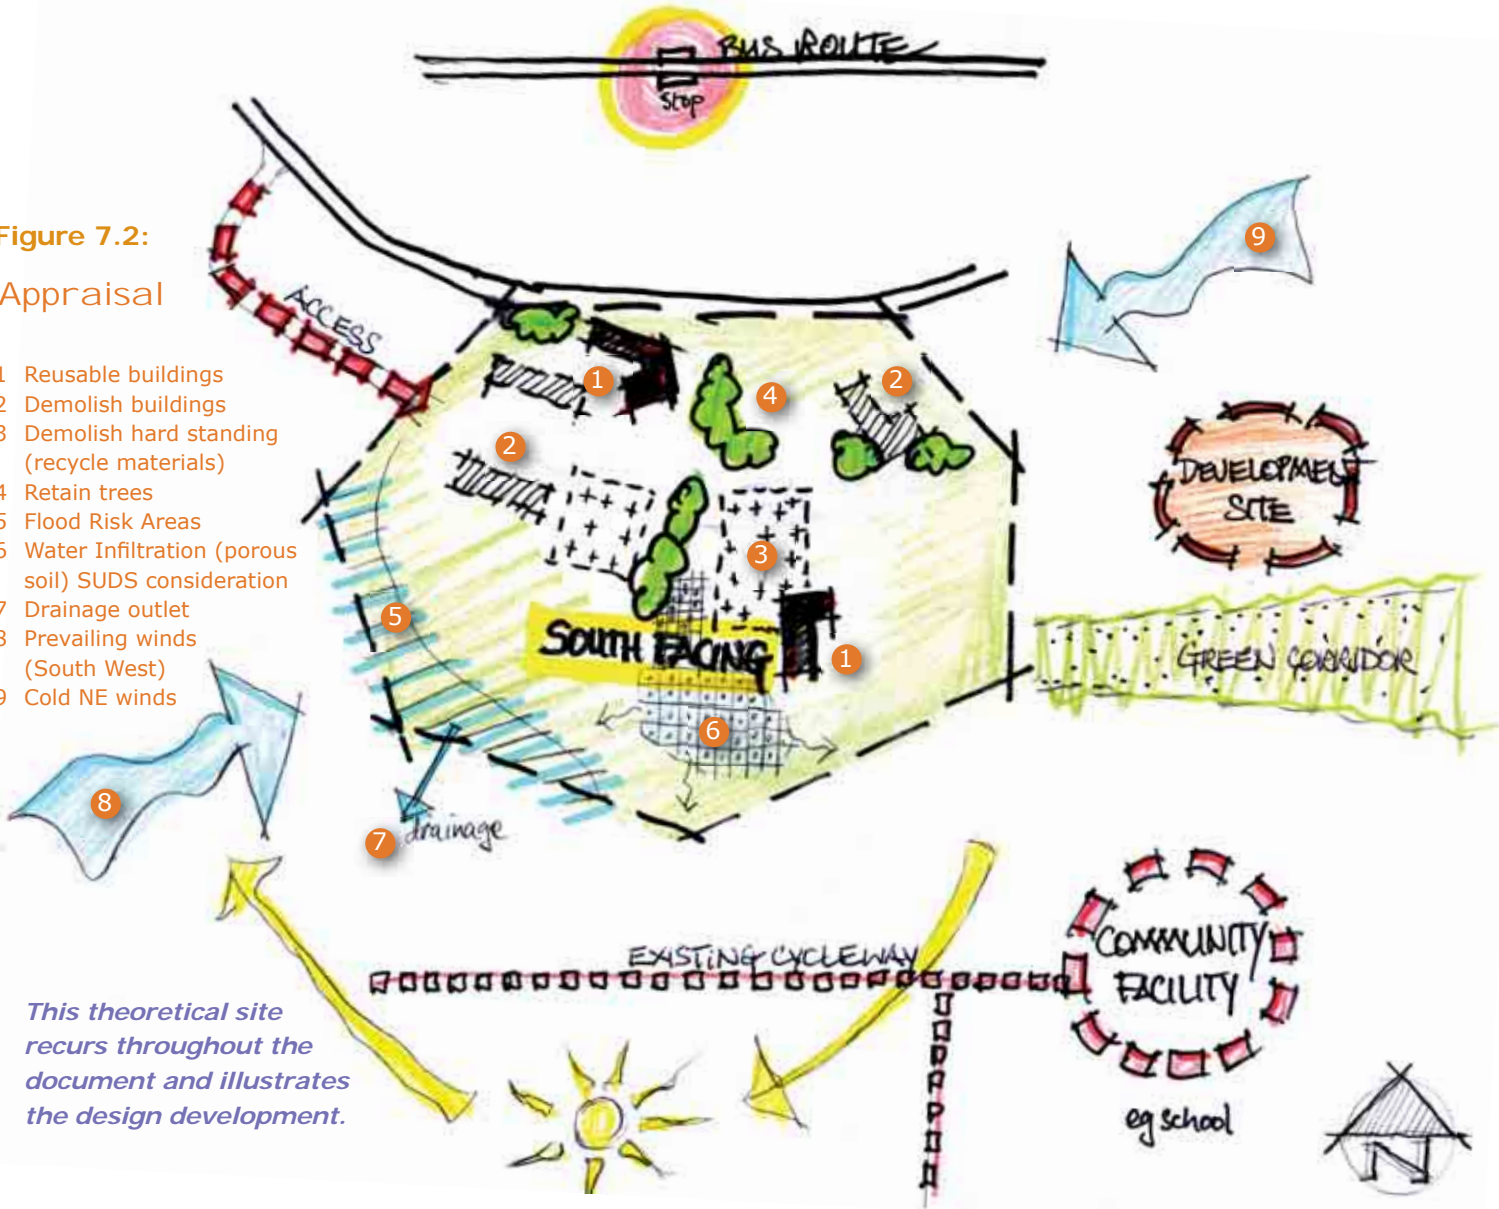 BUS ROUTE
Stop
Figure 7.2:
Appraisal
1 Reusable buildings
2 Demolish buildings
3 Demolish hard standing
(recycle materials)
4 Retain trees
5 Flood Risk Areas
6 Water Infiltration (porous
soil) SUDS consideration
7 Drainage outlet
8 Prevailing winds
(South West)
9 Cold NE winds
ACCESS
9
1
2
4
2
3
5
1
6
8
7
SOUTH FACING
drainage
DEVELOPMENT
SITE
GREEN CORRIDOR
EXISTING CYCLEWAY
COMMUNITY
FACILITY
eg school
This theoretical site
recurs throughout the
document and illustrates
the design development.
N